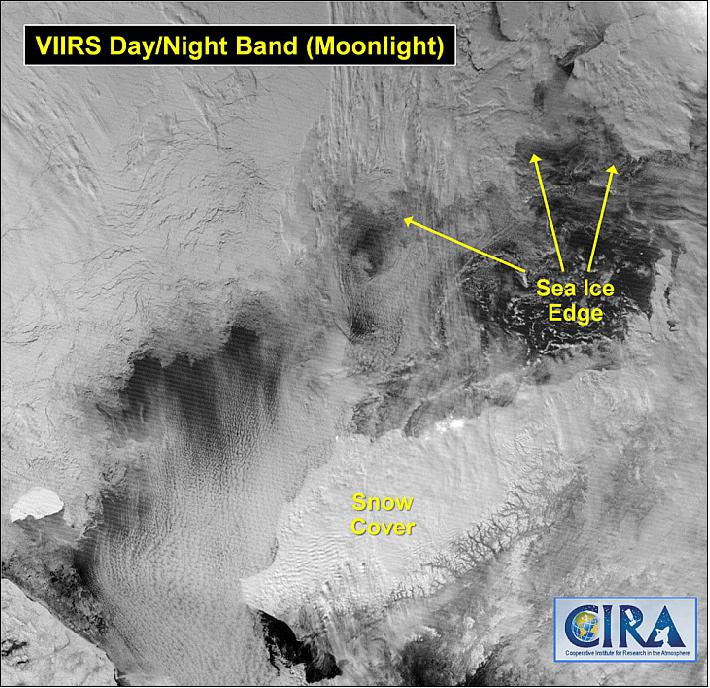 VIIRS Day/Night Band (Moonlight)
Sea Ice
Edge
Snow
Cover
CIRA
Cooperative Institute for Research in the Atmosphere